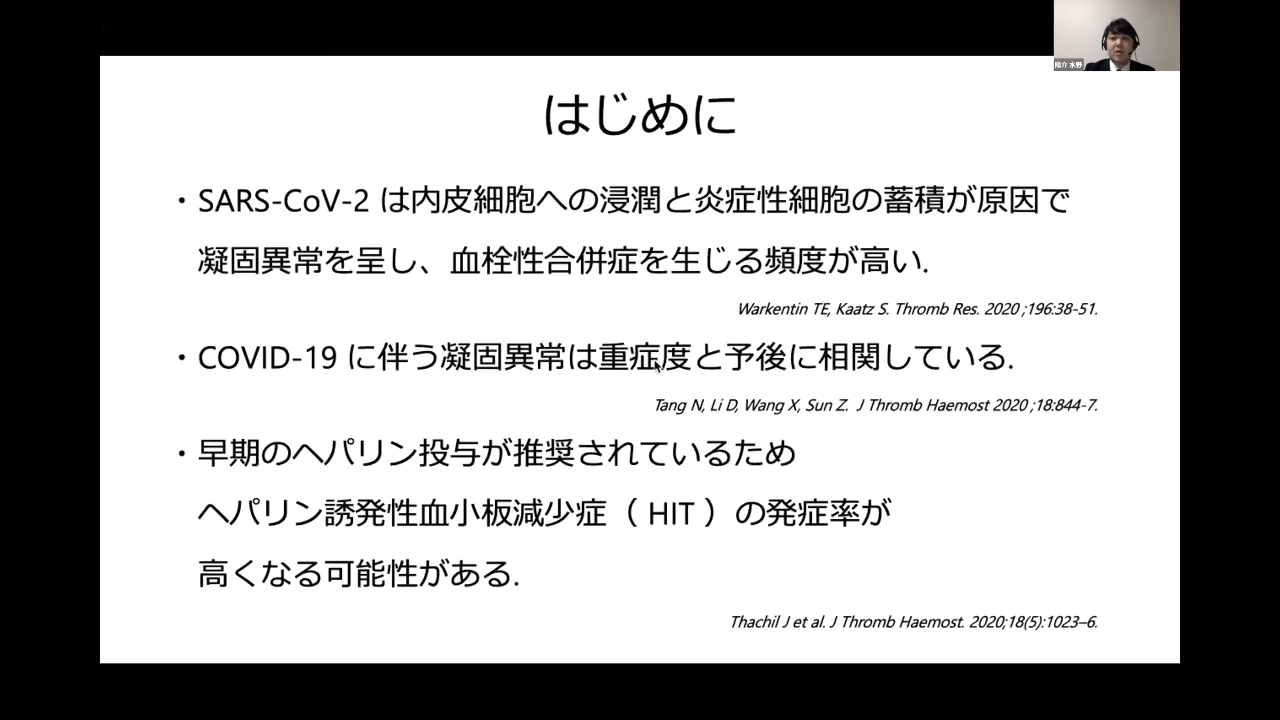 陽介 水野
はじめに
・SARS-CoV-2 は内皮細胞への浸潤と炎症性細胞の蓄積が原因で
凝固異常を呈し、血栓性合併症を生じる頻度が高い.
Warkentin TE, Kaatz S. Thromb Res. 2020 ;196:38-51.
・COVID-19 に伴う凝固異常は重症度と予後に相関している.
Tang N, Li D, Wang X, Sun Z. J Thromb Haemost 2020 ;18:844-7.
・早期のヘパリン投与が推奨されているため
ヘパリン誘発性血小板減少症（ HIT ）の発症率が
高くなる可能性がある.
Thachil J et al. J Thromb Haemost. 2020;18(5):1023–6.